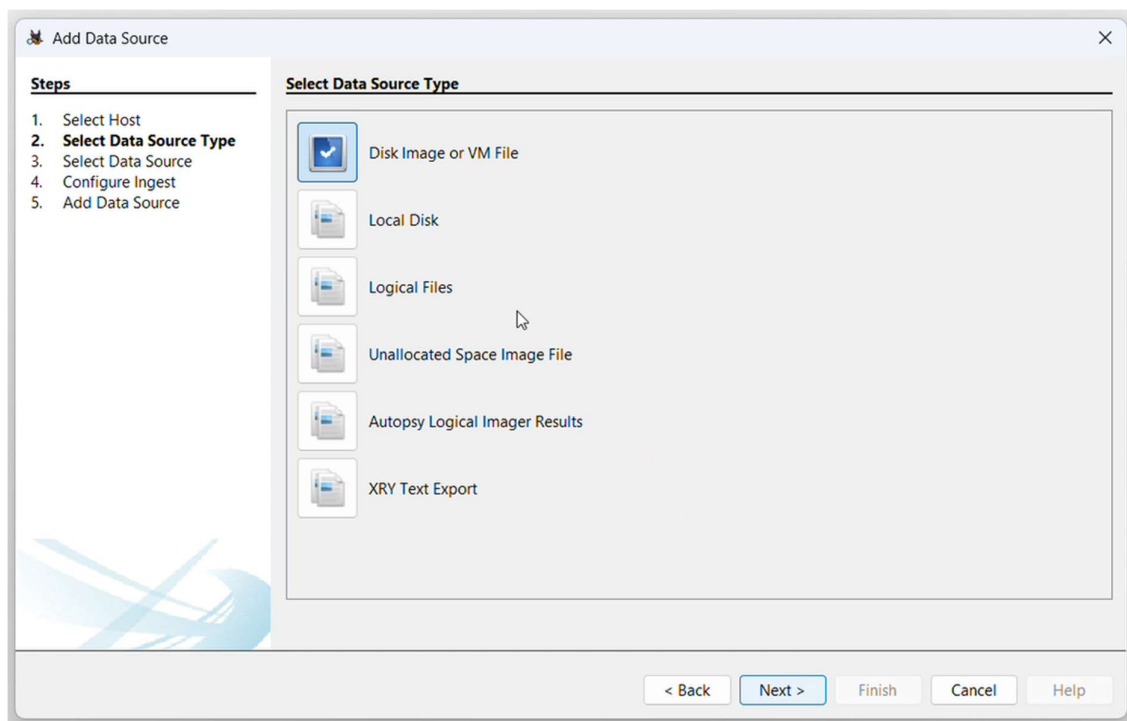 Add Data Source
Steps
1. Select Host
2. Select Data Source Type
3. Select Data Source
4. Configure Ingest
5. Add Data Source
Select Data Source Type
Disk Image or VM File
Local Disk
Logical Files
Unallocated Space Image File
Autopsy Logical Imager Results
XRY Text Export
< Back Next > Finish Cancel Help